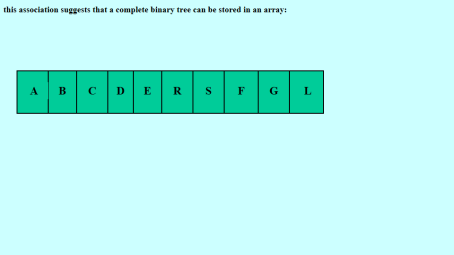 this association suggests that a complete binary tree can be stored in an array:
A B C D E R S F G L